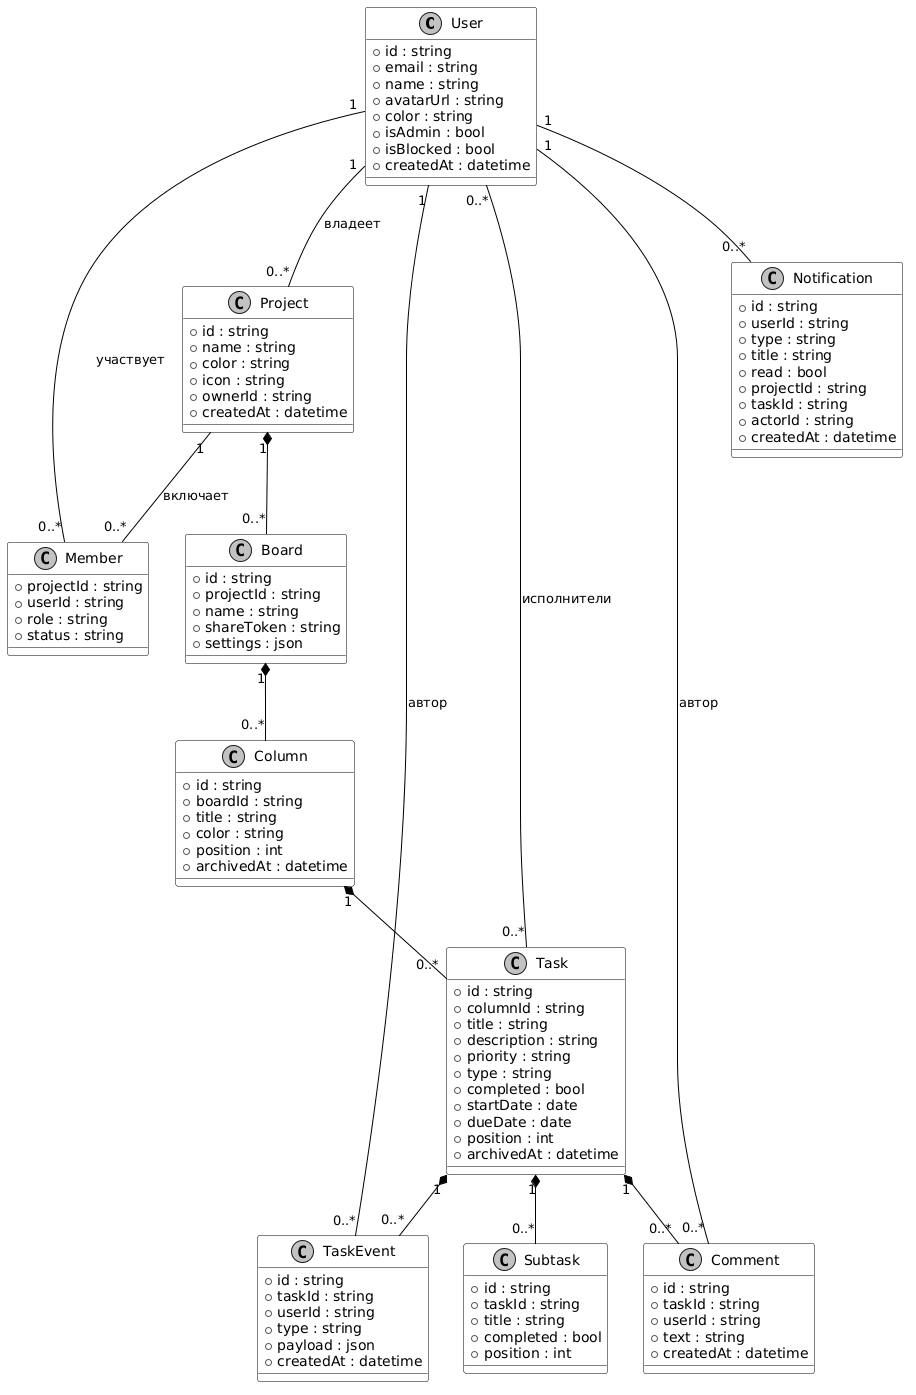 C User
id : string
email : string
name : string
avatarUrl : string
color : string
isAdmin : bool
isBlocked : bool
createdAt : datetime
1
1
1
1
1
0..*
владеет
0..*
0..*
участвует
C Project
id : string
name : string
color : string
icon : string
ownerId : string
createdAt : datetime
C Notification
id : string
userId : string
type : string
title : string
read : bool
projectId : string
taskId : string
actorId : string
createdAt : datetime
1
1
включает
0..*
0..*
0..*
C Member
projectId : string
userId : string
role : string
status : string
C Board
id : string
projectId : string
name : string
shareToken : string
settings : json
исполнители
1
автор
автор
0..*
C Column
id : string
boardId : string
title : string
color : string
position : int
archivedAt : datetime
1
0..*
0..*
C Task
id : string
columnId : string
title : string
description : string
priority : string
type : string
completed : bool
startDate : date
dueDate : date
position : int
archivedAt : datetime
1
1
1
0..*
0..*
0..*
0..*
0..*
C TaskEvent
id : string
taskId : string
userId : string
type : string
payload : json
createdAt : datetime
C Subtask
id : string
taskId : string
title : string
completed : bool
position : int
C Comment
id : string
taskId : string
userId : string
text : string
createdAt : datetime